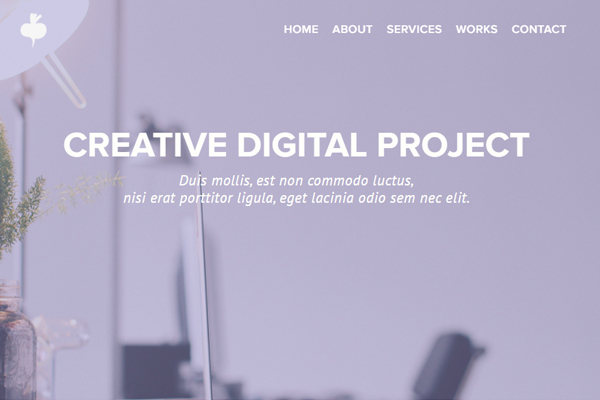 HOME ABOUT SERVICES WORKS CONTACT
CREATIVE DIGITAL PROJECT
Duis mollis, est non commodo luctus,
nisi erat porttitor ligula, eget lacinia odio sem nec elit.